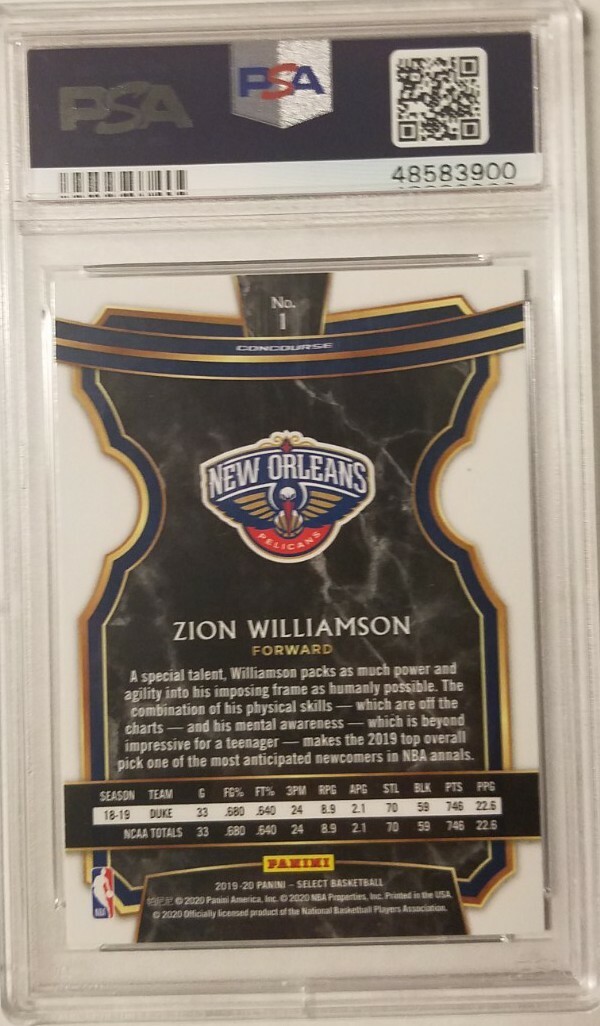 PSA
PSA
48583900
No.
1
CONCOURSE
NEW ORLEANS
PELICANS
ZION WILLIAMSON
FORWARD
A special talent, Williamson packs as much power and
agility into his imposing frame as humanly possible. The
combination of his physical skills — which are off the
charts — and his mental awareness — which is beyond
impressive for a teenager — makes the 2019 top overall
pick one of the most anticipated newcomers in NBA annals.
SEASON TEAM G FG% FT% 3PM RPG APG STL BLK PTS PPG
18-19 DUKE 33 .680 .640 24 8.9 2.1 70 59 746 22.6
NCAA TOTALS 33 .680 .640 24 8.9 2.1 70 59 746 22.6
PANINI
2019-20 PANINI – SELECT BASKETBALL
帕尼尼 © 2020 Panini America, Inc. © 2020 NBA Properties, Inc. Printed in the USA.
© 2020 Officially licensed product of the National Basketball Players Association.